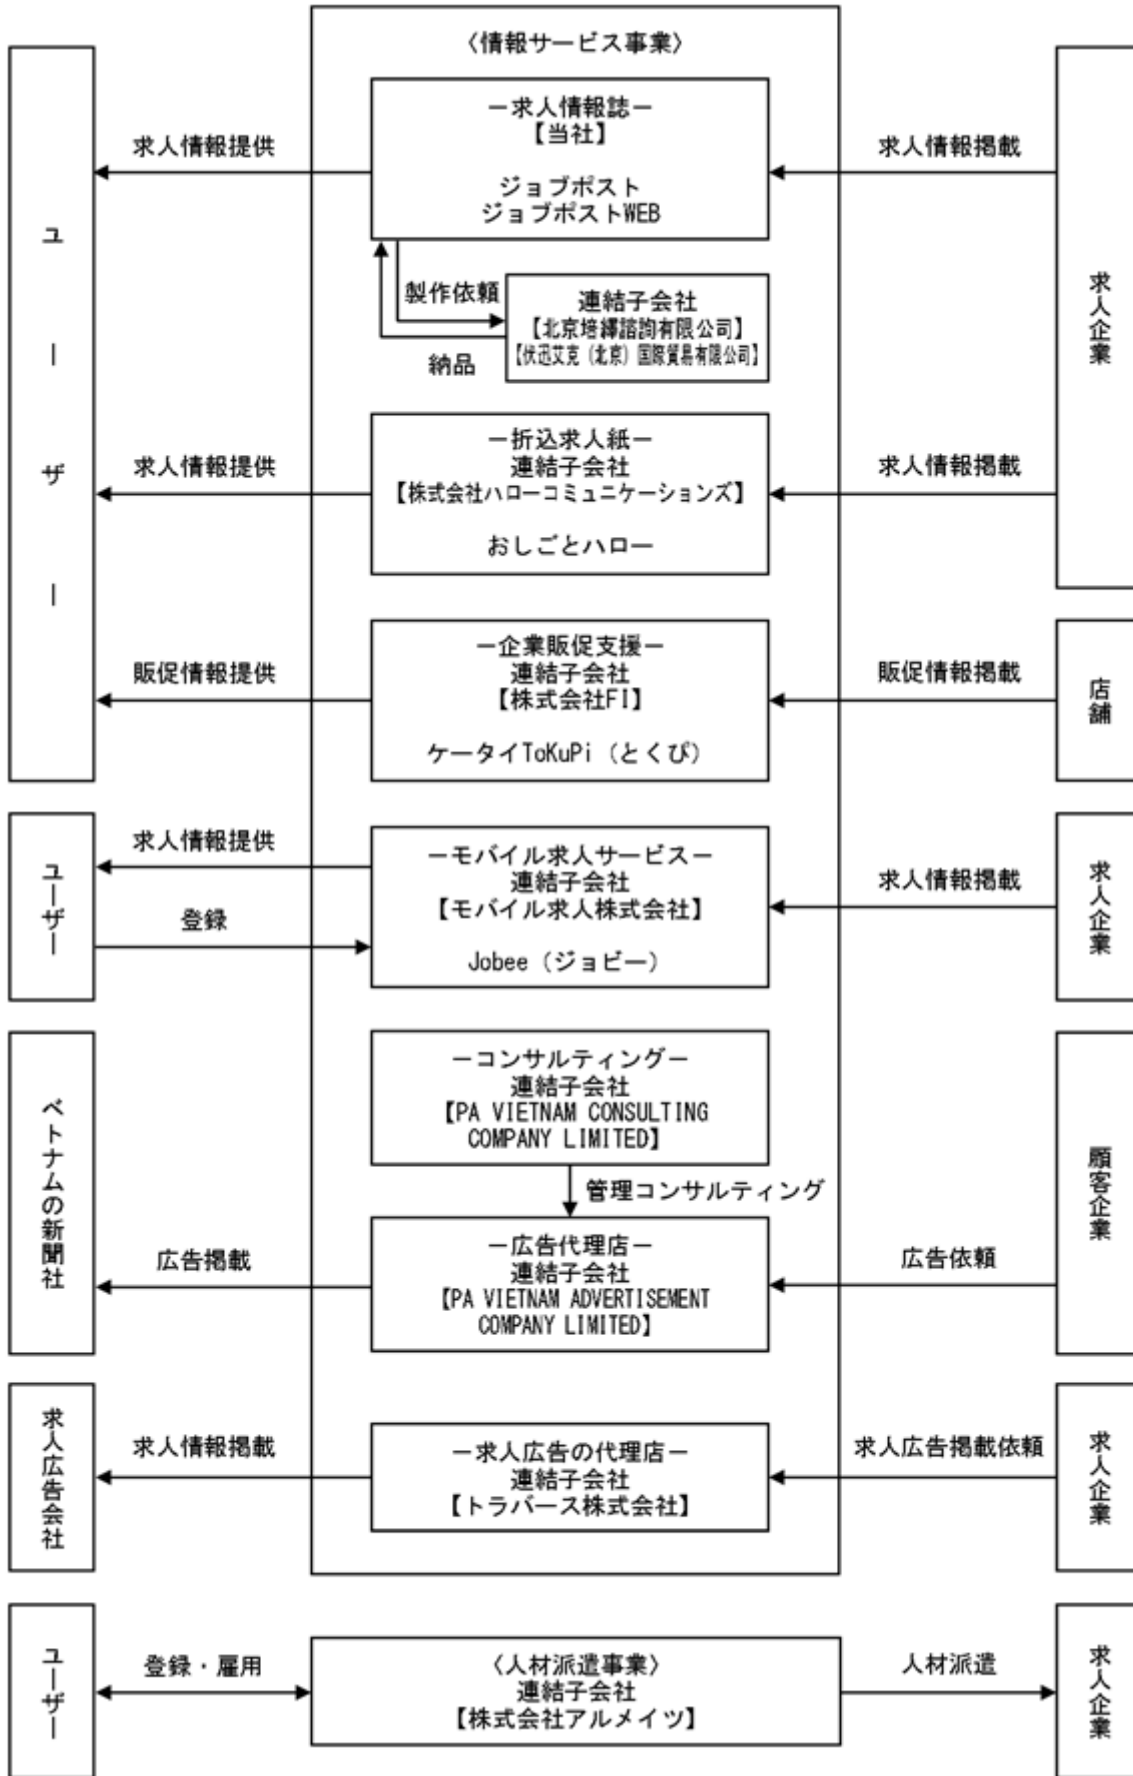 〈情報サービス事業〉
ユーザー
求人情報提供
－求人情報誌－
【当社】
ジョブポスト
ジョブポストWEB
求人情報掲載
求人企業
製作依頼
納品
連結子会社
【北京培繹諮詢有限公司】
【伏迅艾克（北京）国際貿易有限公司】
求人情報提供
－折込求人紙－
連結子会社
【株式会社ハローコミュニケーションズ】
おしごとハロー
求人情報掲載
販促情報提供
－企業販促支援－
連結子会社
【株式会社FI】
ケータイToKuPi（とくぴ）
販促情報掲載
店舗
ユーザー
求人情報提供
登録
－モバイル求人サービス－
連結子会社
【モバイル求人株式会社】
Jobee（ジョビー）
求人情報掲載
求人企業
ベトナムの新聞社
－コンサルティング－
連結子会社
【PA VIETNAM CONSULTING
COMPANY LIMITED】
管理コンサルティング
顧客企業
広告掲載
－広告代理店－
連結子会社
【PA VIETNAM ADVERTISEMENT
COMPANY LIMITED】
広告依頼
求人広告会社
求人情報掲載
－求人広告の代理店－
連結子会社
【トラバース株式会社】
求人広告掲載依頼
求人企業
ユーザー
登録・雇用
〈人材派遣事業〉
連結子会社
【株式会社アルメイツ】
人材派遣
求人企業